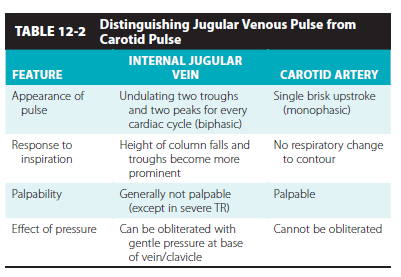 TABLE 12-2 Distinguishing Jugular Venous Pulse from
Carotid Pulse
FEATURE INTERNAL JUGULAR VEIN CAROTID ARTERY
Appearance of Undulating two troughs Single brisk upstroke
pulse and two peaks for every (monophasic)
cardiac cycle (biphasic)
Response to Height of column falls and No respiratory change
inspiration troughs become more to contour
prominent
Palpability Generally not palpable Palpable
(except in severe TR)
Effect of pressure Can be obliterated with Cannot be obliterated
gentle pressure at base
of vein/clavicle